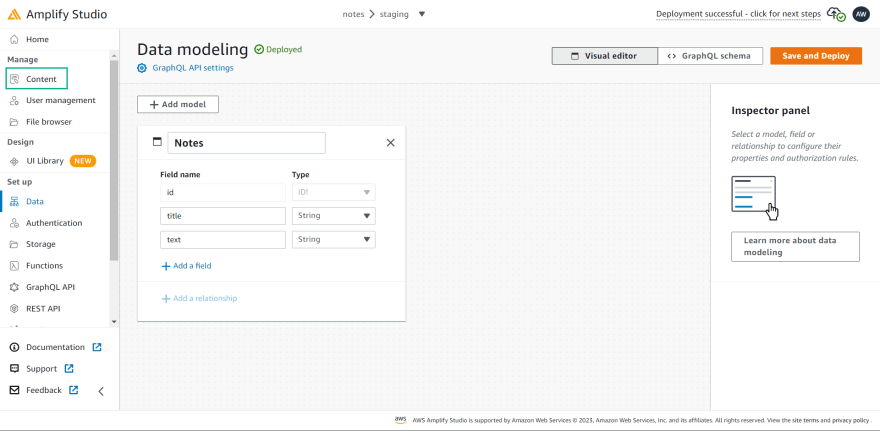 Amplify Studio
notes
staging
Deployment successful - click for next steps
AW
Home
Manage
Content
User management
File browser
Design
UI Library NEW
Set up
Data
Authentication
Storage
Functions
GraphQL API
REST API
Documentation
Support
Feedback
Data modeling
Deployed
GraphQL API settings
Visual editor
GraphQL schema
Save and Deploy
Add model
Notes
Field name Type
id ID!
title String
text String
Add a field
Add a relationship
Inspector panel
Select a model, field or
relationship to configure their
properties and authorization rules.
Learn more about data
modeling
aws AWS Amplify Studio is supported by Amazon Web Services © 2023, Amazon Web Services, Inc. and its affiliates. All rights reserved. View the site terms and privacy policy .